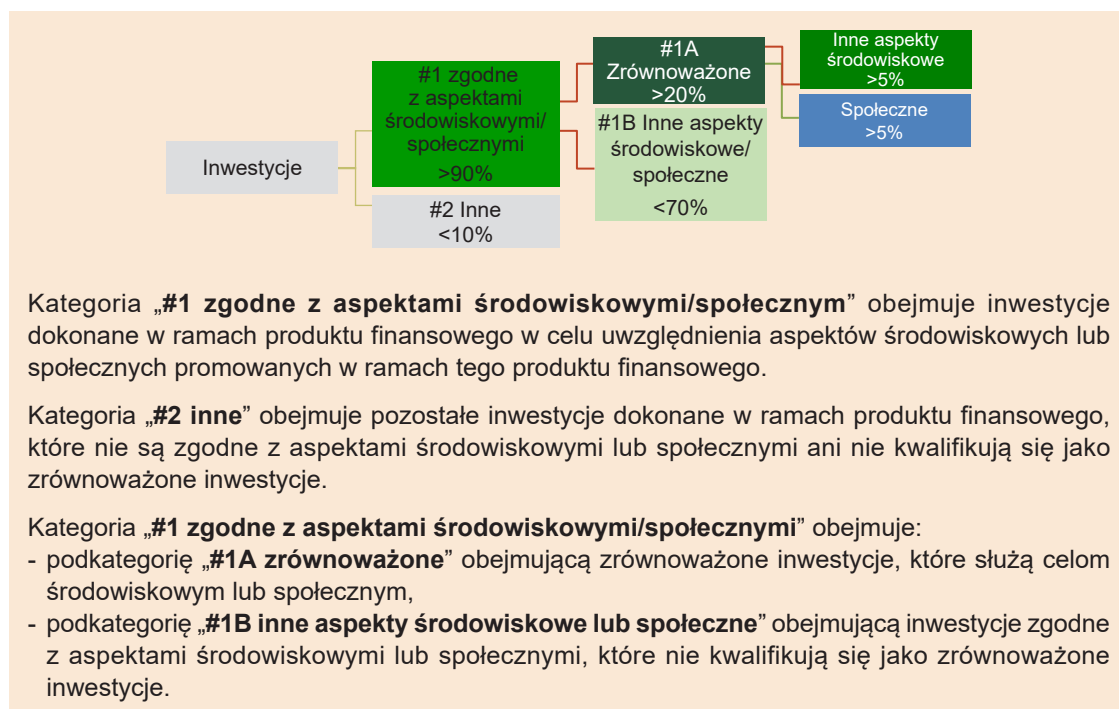 Inwestycje
#1 zgodne
z aspektami
środowiskowymi/
społecznymi
>90%
#2 Inne
<10%
#1A
Zrównoważone
>20%
#1B Inne aspekty
środowiskowe/
społeczne
<70%
Inne aspekty
środowiskowe
>5%
Społeczne
>5%
Kategoria „#1 zgodne z aspektami środowiskowymi/społecznym” obejmuje inwestycje
dokonane w ramach produktu finansowego w celu uwzględnienia aspektów środowiskowych lub
społecznych promowanych w ramach tego produktu finansowego.
Kategoria „#2 inne” obejmuje pozostałe inwestycje dokonane w ramach produktu finansowego,
które nie są zgodne z aspektami środowiskowymi lub społecznymi ani nie kwalifikują się jako
zrównoważone inwestycje.
Kategoria „#1 zgodne z aspektami środowiskowymi/społecznymi” obejmuje:
- podkategorię „#1A zrównoważone” obejmującą zrównoważone inwestycje, które służą celom
środowiskowym lub społecznym,
- podkategorię „#1B inne aspekty środowiskowe lub społeczne” obejmującą inwestycje zgodne
z aspektami środowiskowymi lub społecznymi, które nie kwalifikują się jako zrównoważone
inwestycje.